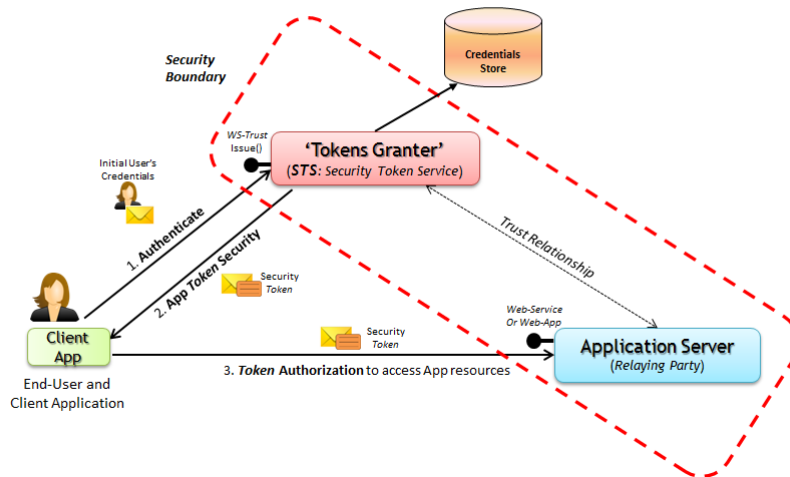 Security
Boundary
Credentials
Store
WS-Trust
Issue()
'Tokens Granter'
(STS: Security Token Service)
Initial User's
Credentials
1. Authenticate
2. App Token Security
Security
Token
Trust Relationship
Client
App
End-User and
Client Application
Security
Token
3. Token Authorization to access App resources
Web-Service
Or Web-App
Application Server
(Relaying Party)